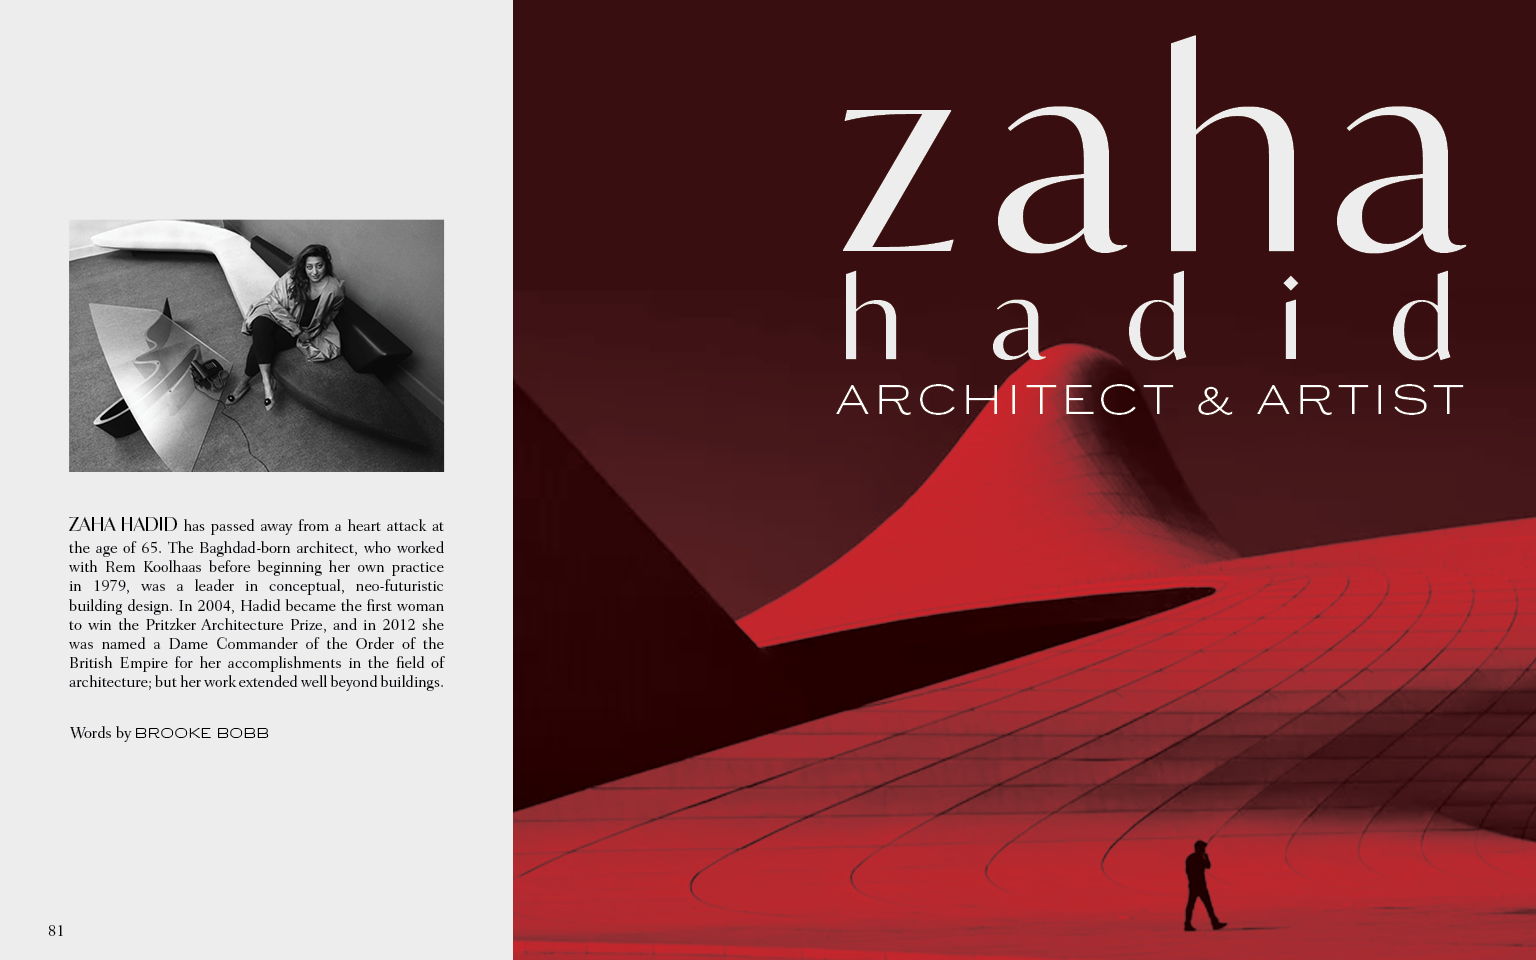 ZAHA HADID has passed away from a heart attack at
the age of 65. The Baghdad-born architect, who worked
with Rem Koolhaas before beginning her own practice
in 1979, was a leader in conceptual, neo-futuristic
building design. In 2004, Hadid became the first woman
to win the Pritzker Architecture Prize, and in 2012 she
was named a Dame Commander of the Order of the
British Empire for her accomplishments in the field of
architecture; but her work extended well beyond buildings.
Words by BROOKE BOBB
81
zaha
hadid
ARCHITECT & ARTIST